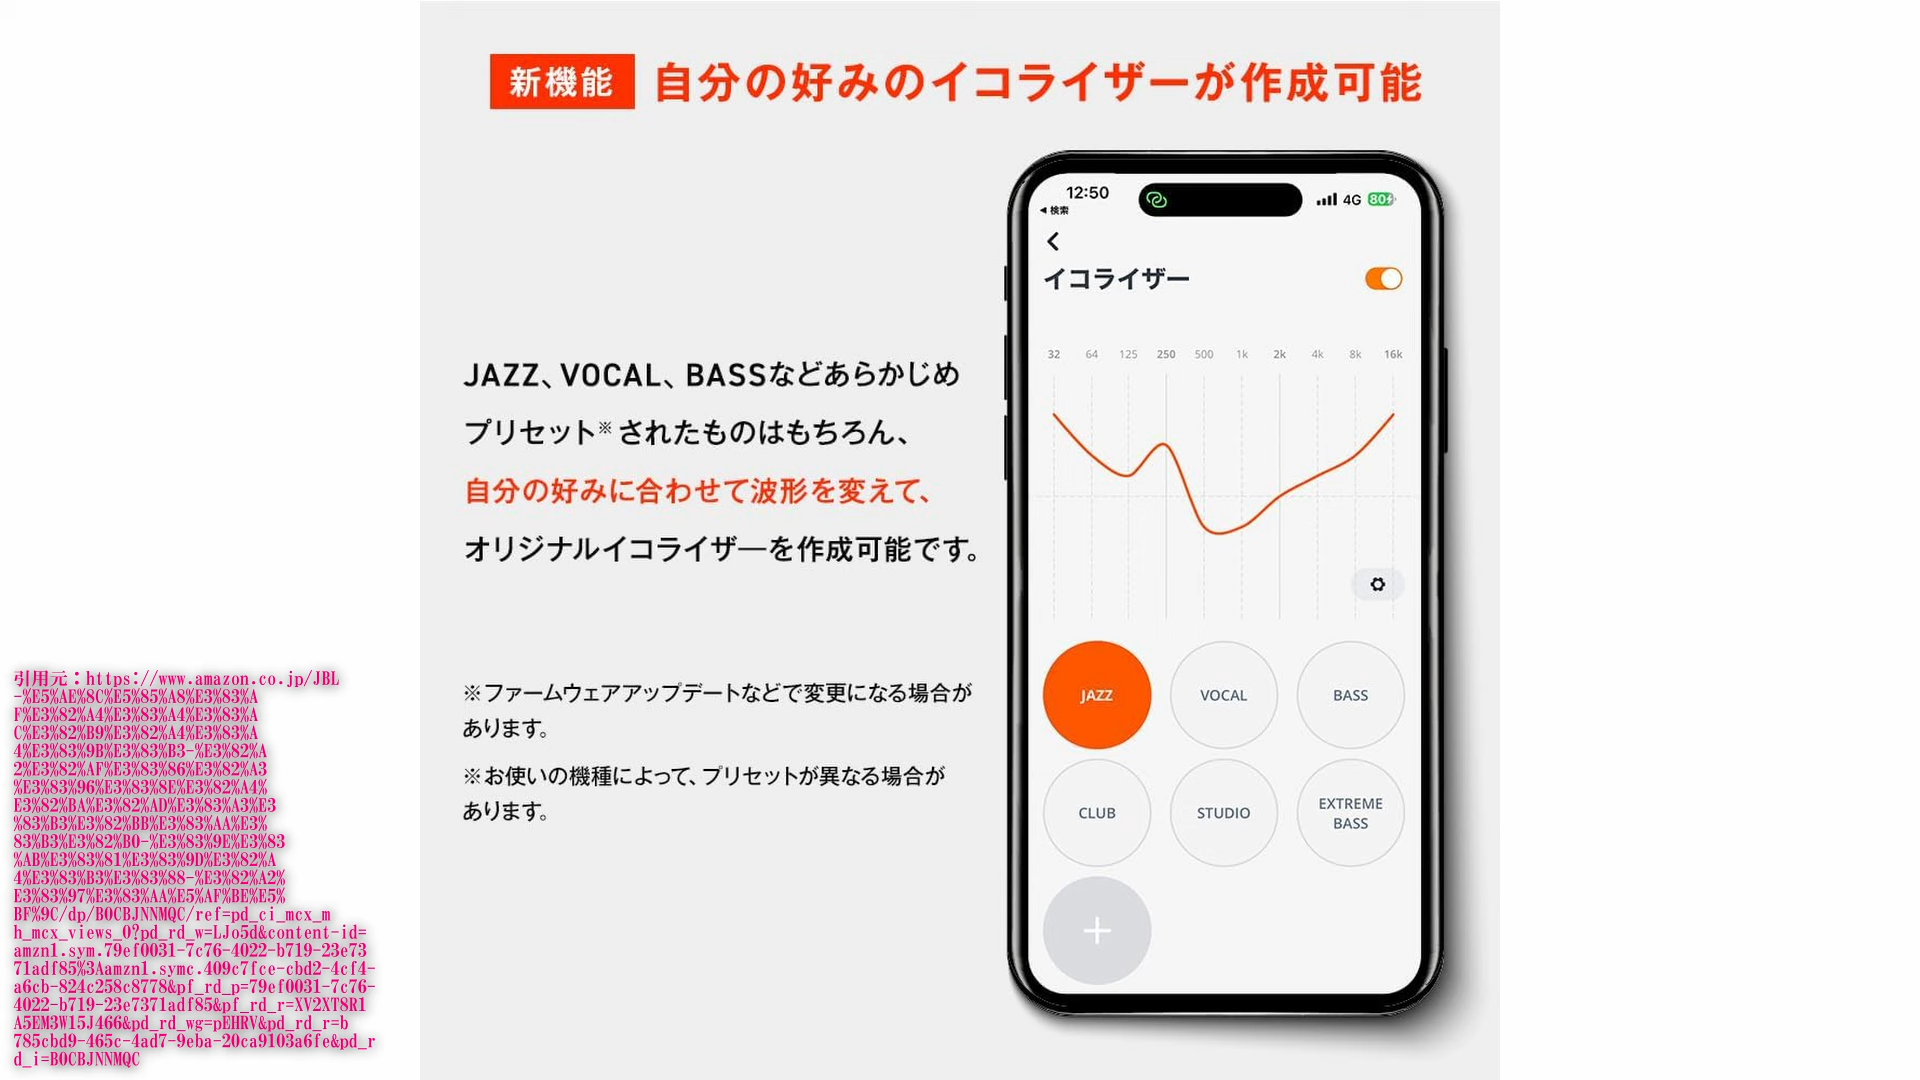 新機能 自分の好みのイコライザーが作成可能
JAZZ、VOCAL、BASSなどあらかじめ
プリセット※されたものはもちろん、
自分の好みに合わせて波形を変えて、
オリジナルイコライザーを作成可能です。
※ファームウェアアップデートなどで変更になる場合が
あります。
※お使いの機種によって、プリセットが異なる場合が
あります。
12:50
◀検索
4G 80
イコライザー
32 64 125 250 500 1k 2k 4k 8k 16k
JAZZ VOCAL BASS
CLUB STUDIO EXTREME
BASS
+
引用元：https://www.amazon.co.jp/JBL
-%E5%AE%8C%E5%85%A8%E3%83%A
F%E3%82%A4%E3%83%A4%E3%83%A
C%E3%82%B9%E3%82%A4%E3%83%A
4%E3%83%9B%E3%83%B3-%E3%82%A
2%E3%82%AF%E3%83%86%E3%82%A3
%E3%83%96%E3%83%8E%E3%82%A4%
E3%82%BA%E3%82%AD%E3%83%A3%E3
%83%B3%E3%82%BB%E3%83%AA%E3%
83%B3%E3%82%B0-%E3%83%9E%E3%83
%AB%E3%83%81%E3%83%9D%E3%82%A
4%E3%83%B3%E3%83%88-%E3%82%A2%
E3%83%97%E3%83%AA%E5%AF%BE%E5%
BF%9C/dp/B0CBJNNMQC/ref=pd_ci_mcx_m
h_mcx_views_0?pd_rd_w=LJo5d&content-id=
amzn1.sym.79ef0031-7c76-4022-b719-23e73
71adf85%3Aamzn1.symc.409c7fce-cbd2-4cf4-
a6cb-824c258c8778&pf_rd_p=79ef0031-7c76-
4022-b719-23e7371adf85&pf_rd_r=XV2XT8R1
A5EM3W15J466&pd_rd_wg=pEHRV&pd_rd_r=b
785cbd9-465c-4ad7-9eba-20ca9103a6fe&pd_r
d_i=B0CBJNNMQC